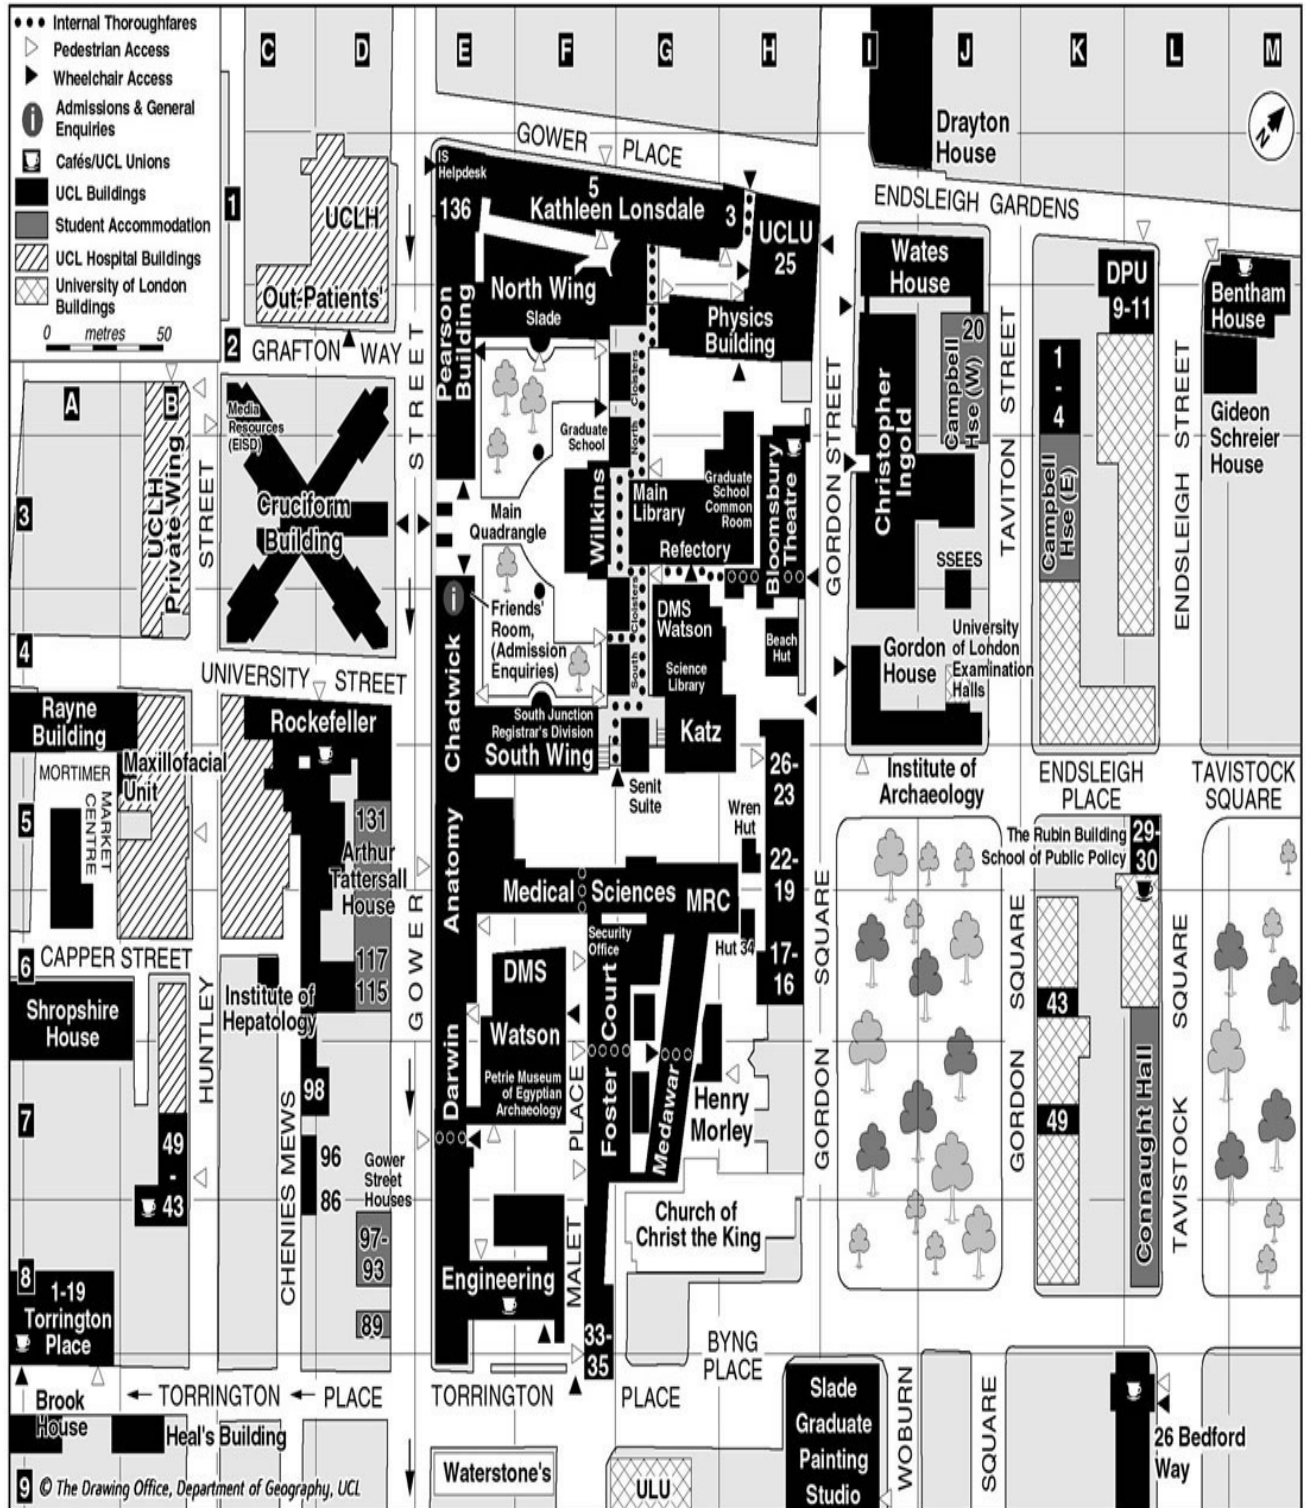 Internal Thoroughfares
Pedestrian Access
Wheelchair Access
i
Admissions & General
Enquiries
Cafés/UCL Unions
UCL Buildings
Student Accommodation
UCL Hospital Buildings
University of London
Buildings
0 metres 50
A
B
C
D
E
F
G
H
I
J
K
L
M
1
2
3
4
5
6
7
8
9
N
Drayton
House
GOWER PLACE
ENDSLEIGH GARDENS
IS
Helpdesk
136
5
Kathleen Lonsdale
3
UCLU
25
UCLH
Out-Patients'
GRAFTON WAY
North Wing
Slade
Pearson
Building
Physics
Building
Wates
House
DPU
9-11
Bentham
House
20
Campbell
Hse (W)
1
-
4
Gideon
Schreier
House
Christopher
Ingold
GORDON STREET
TAVITON STREET
ENDSLEIGH STREET
Campbell
Hse (E)
UCLH
Private Wing
STREET
Media
Resources
(EISD)
Cruciform
Building
STREET
Graduate
School
Main
Quadrangle
Cloisters
North
Wilkins
Main
Library
Graduate
School
Common
Room
Refectory
Bloomsbury
Theatre
SSEES
i
Friends'
Room,
(Admission
Enquiries)
Cloisters
South
DMS
Watson
Science
Library
Beach
Hut
Gordon
House
University
of London
Examination
Halls
UNIVERSITY STREET
Rayne
Building
Rockefeller
Chadwick
South Junction
Registrar's Division
South Wing
Katz
26-
23
Institute of
Archaeology
ENDSLEIGH
PLACE
TAVISTOCK
SQUARE
MORTIMER
MARKET
CENTRE
Maxillofacial
Unit
131
Arthur
Tattersall
House
Senit
Suite
Wren
Hut
22-
19
The Rubin Building
School of Public Policy
29-
30
Anatomy
Medical Sciences
MRC
Hut 34
17-
16
Security
Office
CAPPER STREET
117
115
GOWER
Shropshire
House
Institute of
Hepatology
HUNTLEY
DMS
Watson
Petrie Museum
of Egyptian
Archaeology
Darwin
Foster Court
Medawar
Henry
Morley
GORDON SQUARE
GORDON SQUARE
43
49
Connaught Hall
TAVISTOCK SQUARE
98
96
86
CHENIES MEWS
Gower
Street
Houses
49
-
43
97-
93
89
MALET PLACE
Church of
Christ the King
Engineering
1-19
Torrington
Place
33-
35
BYNG
PLACE
TORRINGTON PLACE
TORRINGTON PLACE
Brook
House
Heal's Building
Waterstone's
ULU
Slade
Graduate
Painting
Studio
WOBURN
SQUARE
26 Bedford
Way
© The Drawing Office, Department of Geography, UCL